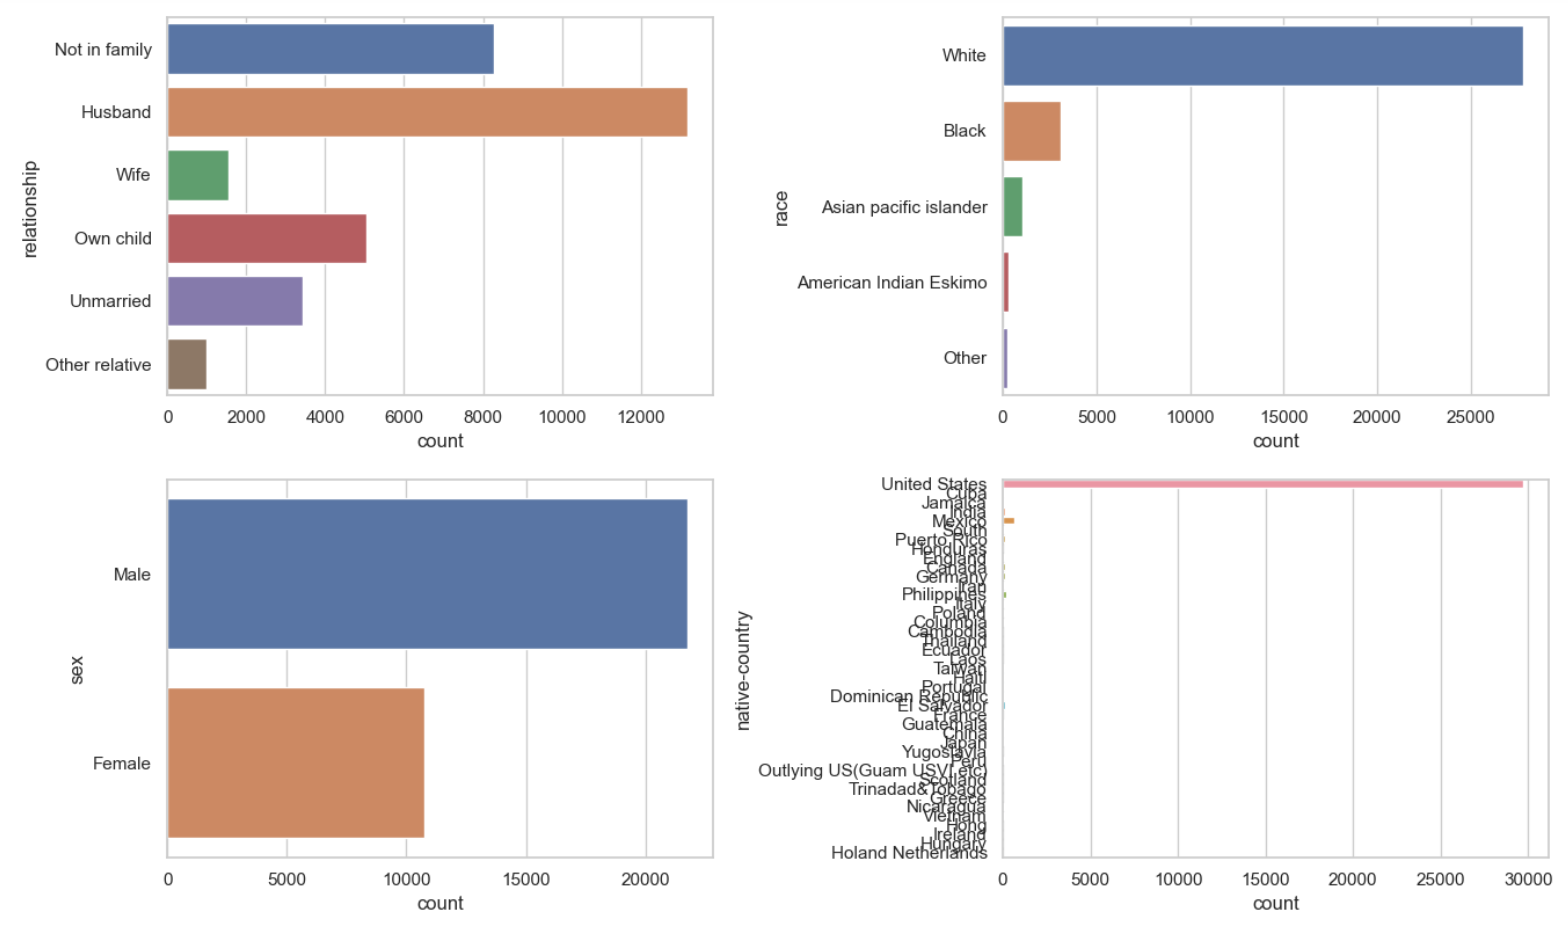 relationship
Not in family
Husband
Wife
Own child
Unmarried
Other relative
0 2000 4000 6000 8000 10000 12000
count
race
White
Black
Asian pacific islander
American Indian Eskimo
Other
0 5000 10000 15000 20000 25000
count
sex
Male
Female
0 5000 10000 15000 20000
count
native-country
United States
Cuba
Jamaica
India
Mexico
South
Puerto Rico
Honduras
England
Canada
Germany
Iran
Philippines
Italy
Poland
Columbia
Cambodia
Thailand
Ecuador
Laos
Taiwan
Haiti
Portugal
Dominican Republic
El Salvador
France
Guatemala
China
Japan
Yugoslavia
Peru
Outlying US(Guam USVI etc)
Scotland
Trinadad&Tobago
Greece
Nicaragua
Vietnam
Hong
Ireland
Hungary
Holand Netherlands
0 5000 10000 15000 20000 25000 30000
count